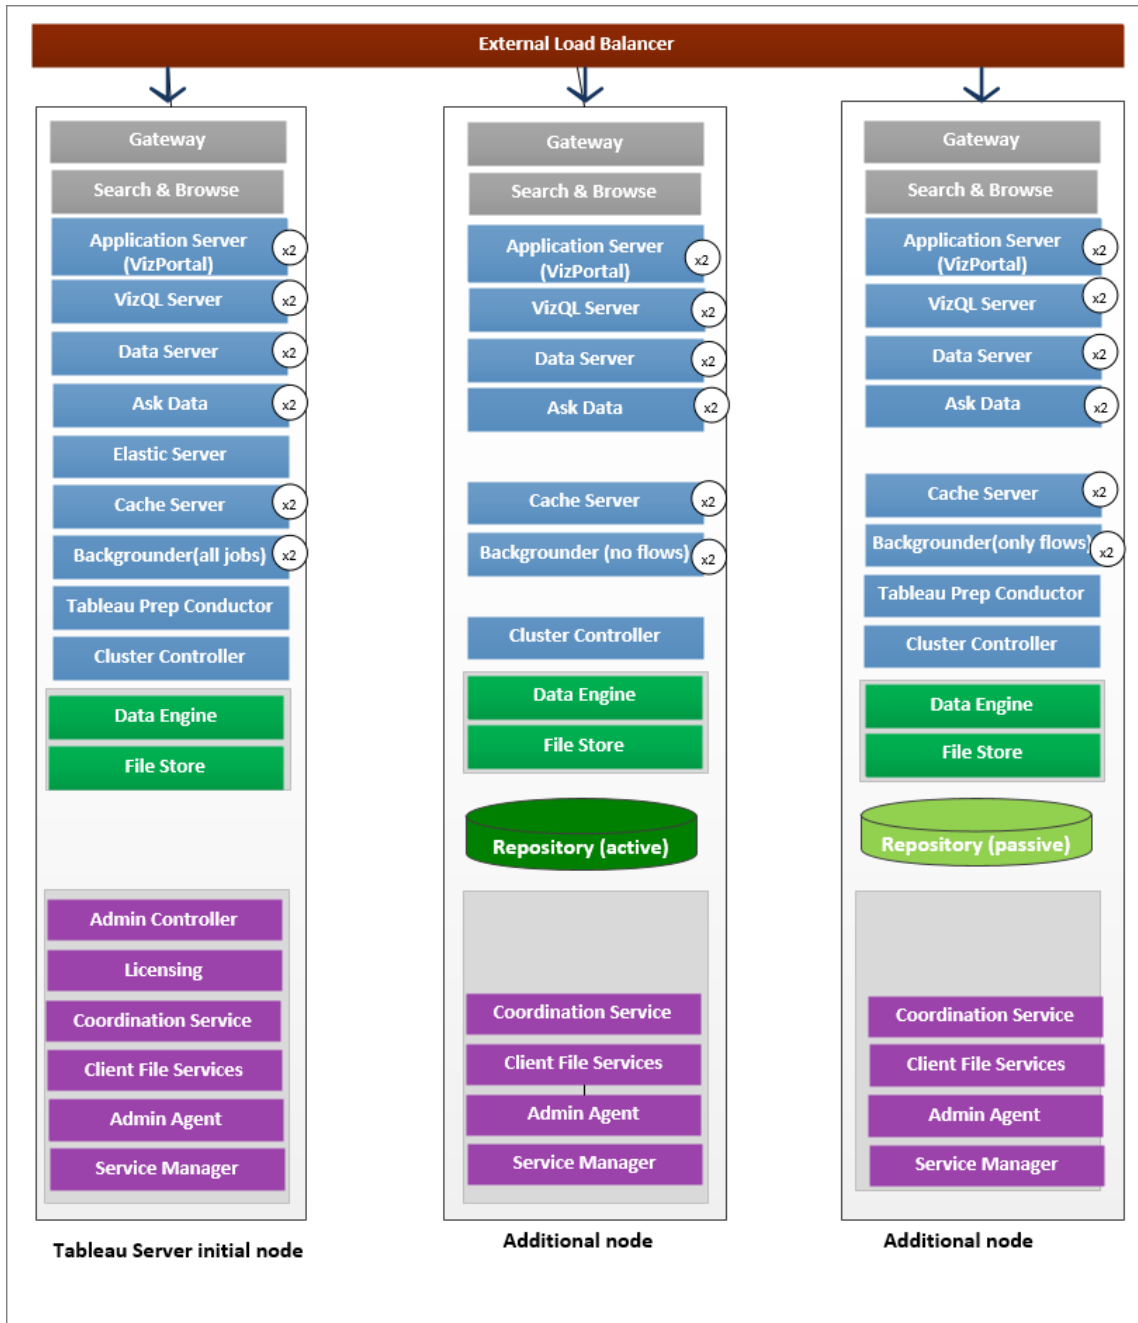 External Load Balancer
Gateway
Search & Browse
Application Server
(VizPortal)
x2
VizQL Server
x2
Data Server
x2
Ask Data
x2
Elastic Server
Cache Server
x2
Backgrounder(all jobs)
x2
Tableau Prep Conductor
Cluster Controller
Data Engine
File Store
Admin Controller
Licensing
Coordination Service
Client File Services
Admin Agent
Service Manager
Tableau Server initial node
Gateway
Search & Browse
Application Server
(VizPortal)
x2
VizQL Server
x2
Data Server
x2
Ask Data
x2
Cache Server
x2
Backgrounder (no flows)
x2
Cluster Controller
Data Engine
File Store
Repository (active)
Coordination Service
Client File Services
Admin Agent
Service Manager
Additional node
Gateway
Search & Browse
Application Server
(VizPortal)
x2
VizQL Server
x2
Data Server
x2
Ask Data
x2
Cache Server
x2
Backgrounder(only flows)
x2
Tableau Prep Conductor
Cluster Controller
Data Engine
File Store
Repository (passive)
Coordination Service
Client File Services
Admin Agent
Service Manager
Additional node